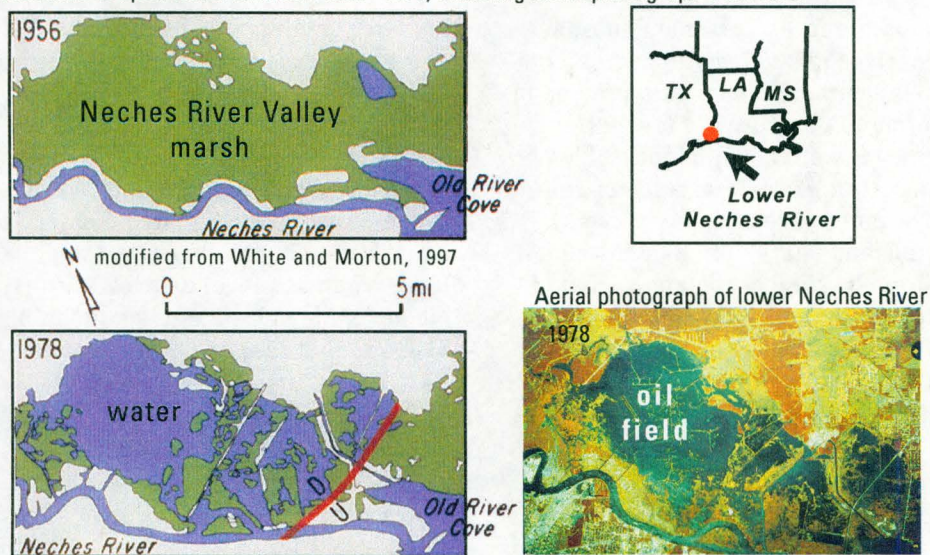 1956
Neches River Valley
marsh
Old River
Cove
Neches River
TX
LA
MS
Lower
Neches River
N
modified from White and Morton, 1997
0
5mi
1978
water
D
U
Old River
Cove
Neches River
Aerial photograph of lower Neches River
1978
oil
field